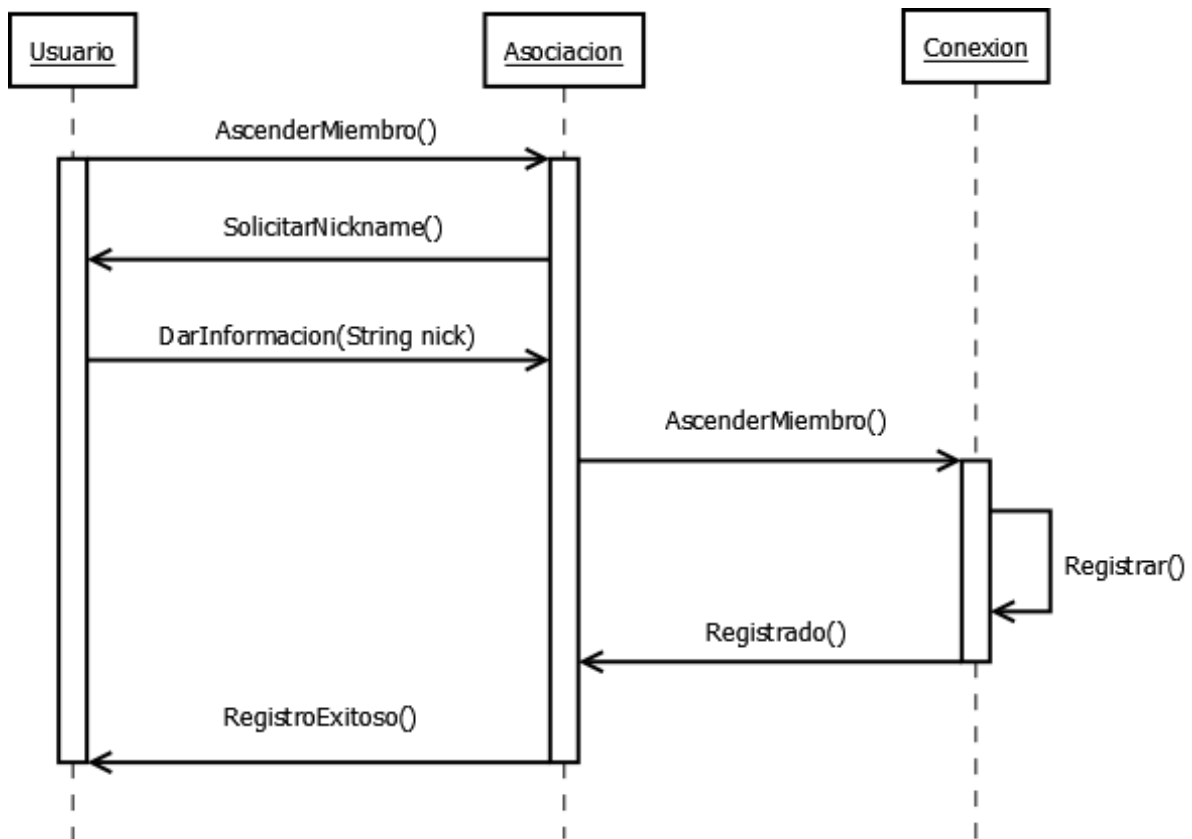 Usuario
Asociacion
Conexion
AscenderMiembro()
SolicitarNickname()
DarInformacion(String nick)
AscenderMiembro()
Registrar()
Registrado()
RegistroExitoso()